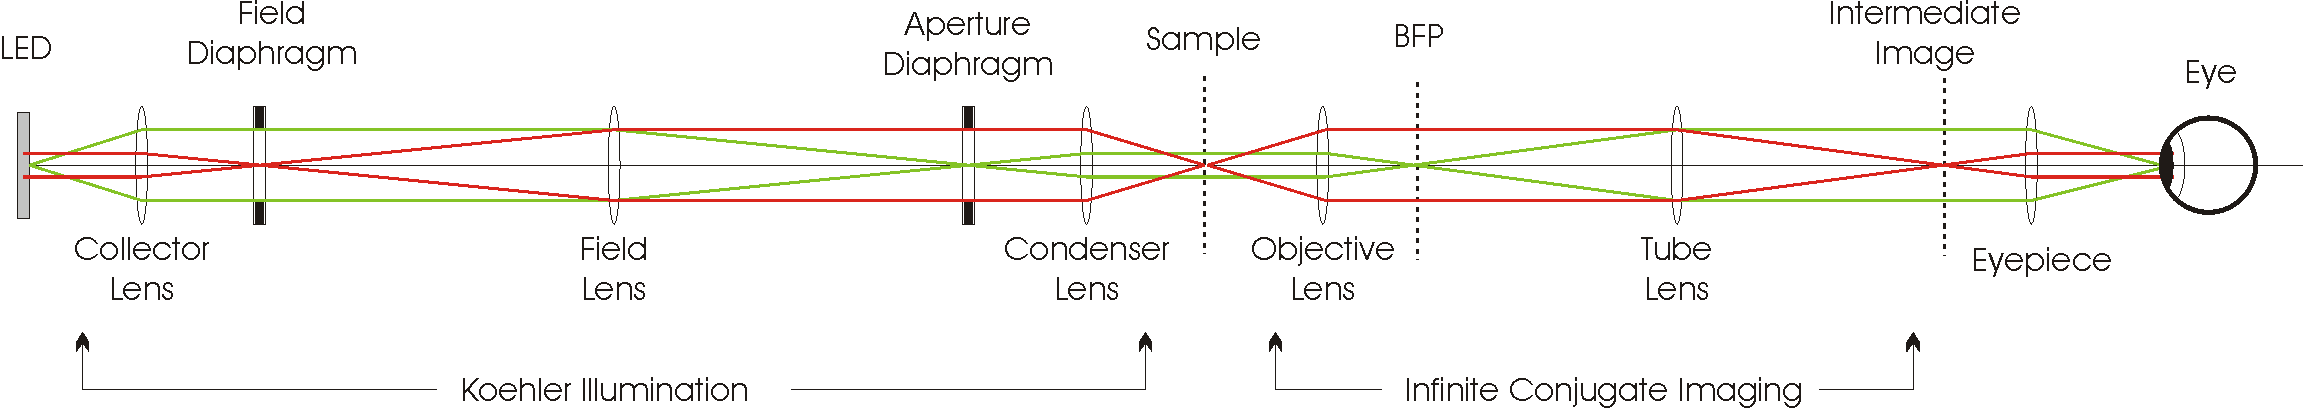 LED
Field
Diaphragm
Aperture
Diaphragm
Sample
BFP
Intermediate
Image
Eye
Collector
Lens
Field
Lens
Condenser
Lens
Objective
Lens
Tube
Lens
Eyepiece
Koehler Illumination
Infinite Conjugate Imaging